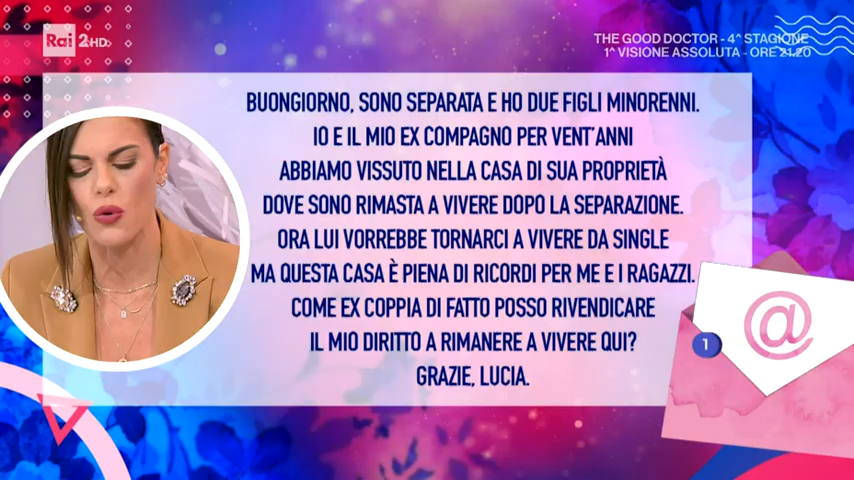 Rai 2HD
THE GOOD DOCTOR - 4^ STAGIONE
1^ VISIONE ASSOLUTA - ORE 21.20
BUONGIORNO, SONO SEPARATA E HO DUE FIGLI MINORENNI.
IO E IL MIO EX COMPAGNO PER VENT'ANNI
ABBIAMO VISSUTO NELLA CASA DI SUA PROPRIETÀ
DOVE SONO RIMASTA A VIVERE DOPO LA SEPARAZIONE.
ORA LUI VORREBBE TORNARCI A VIVERE DA SINGLE
MA QUESTA CASA È PIENA DI RICORDI PER ME E I RAGAZZI.
COME EX COPPIA DI FATTO POSSO RIVENDICARE
IL MIO DIRITTO A RIMANERE A VIVERE QUI?
GRAZIE, LUCIA.
1
@